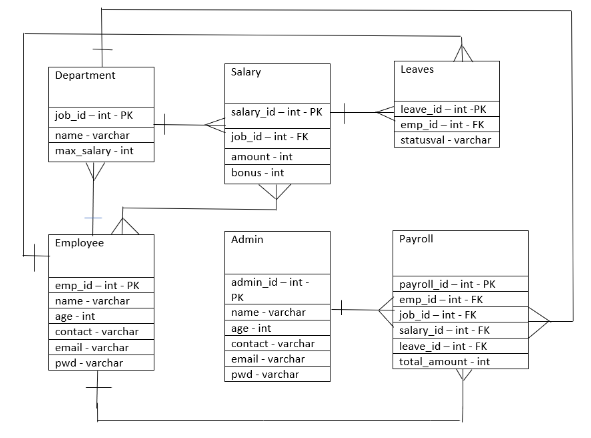 Department
job_id – int - PK
name - varchar
max_salary - int
Salary
salary_id – int - PK
job_id – int - FK
amount - int
bonus - int
Leaves
leave_id – int -PK
emp_id – int - FK
statusval - varchar
Employee
emp_id – int - PK
name - varchar
age - int
contact - varchar
email - varchar
pwd - varchar
Admin
admin_id – int -
PK
name - varchar
age - int
contact - varchar
email - varchar
pwd - varchar
Payroll
payroll_id – int - PK
emp_id – int - FK
job_id – int - FK
salary_id – int - FK
leave_id – int - FK
total_amount - int